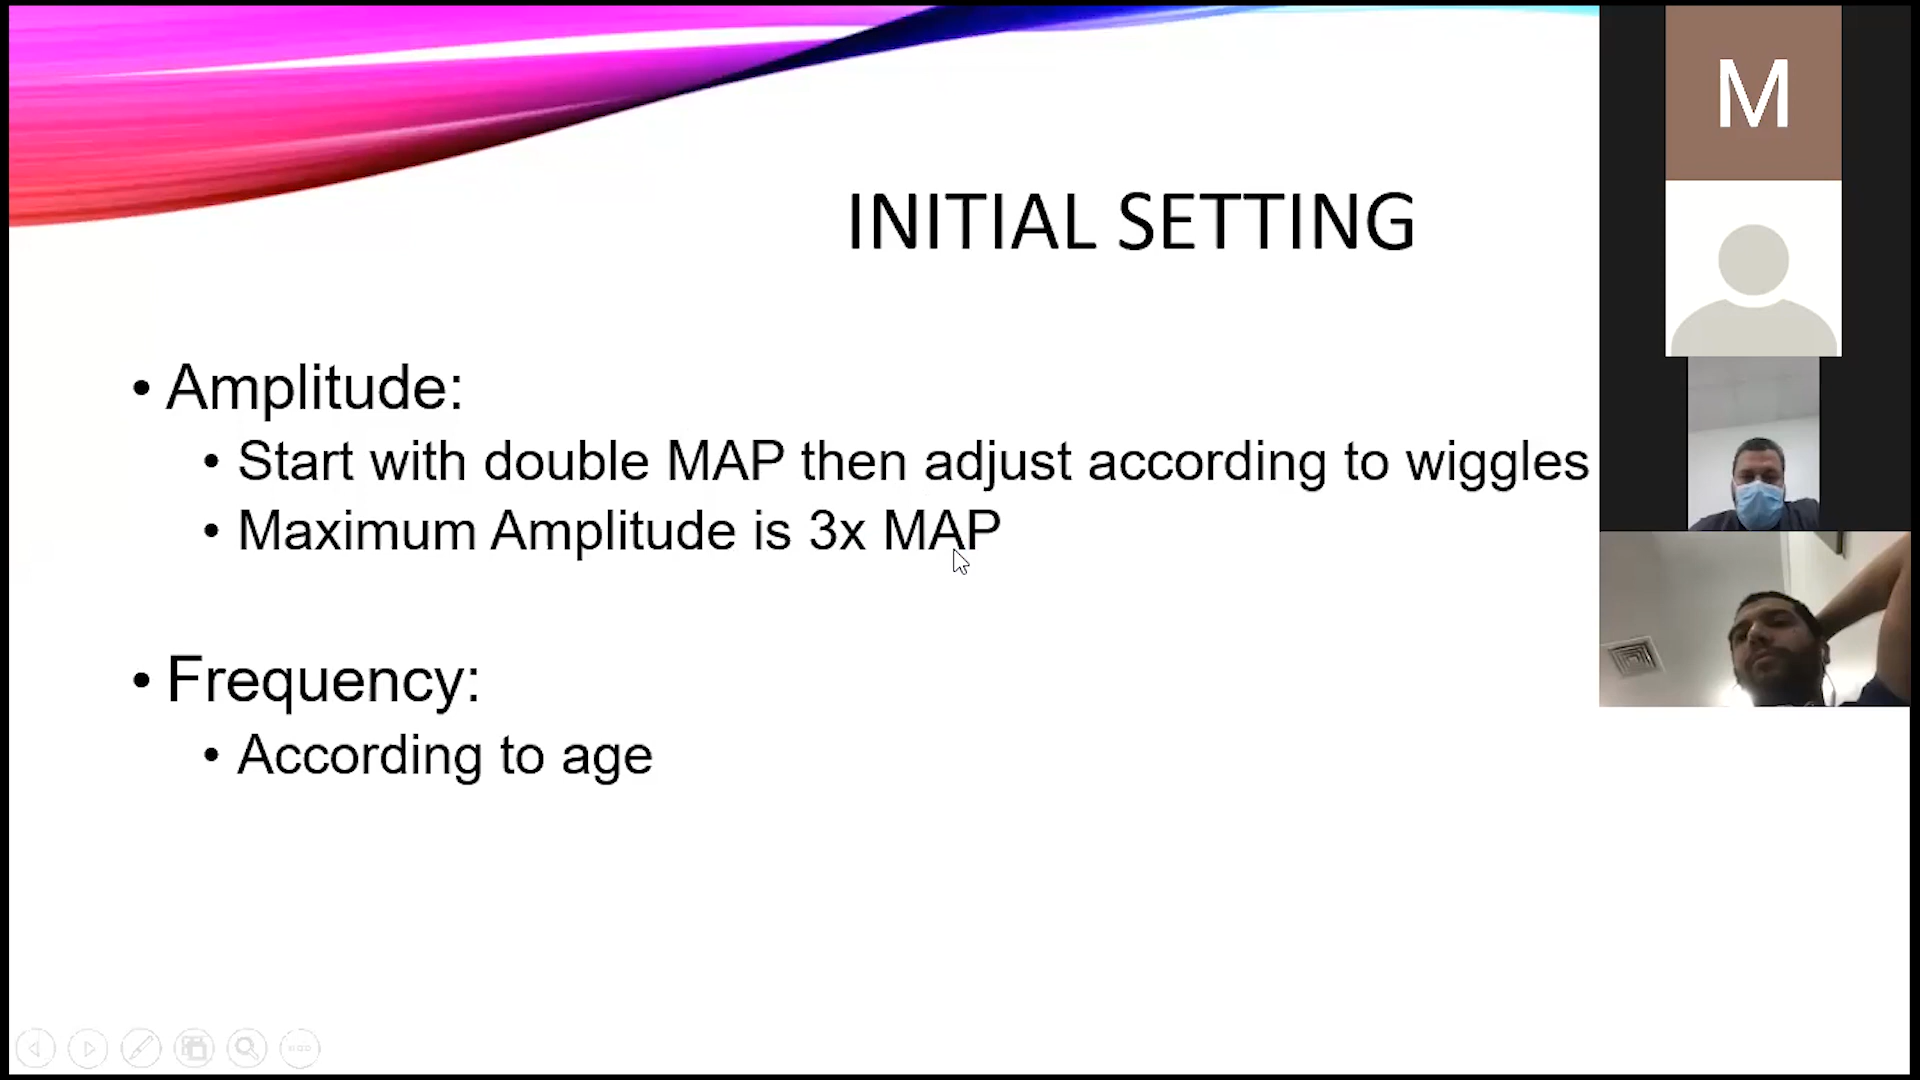 INITIAL SETTING
• Amplitude:
• Start with double MAP then adjust according to wiggles
• Maximum Amplitude is 3x MAP
• Frequency:
• According to age
M